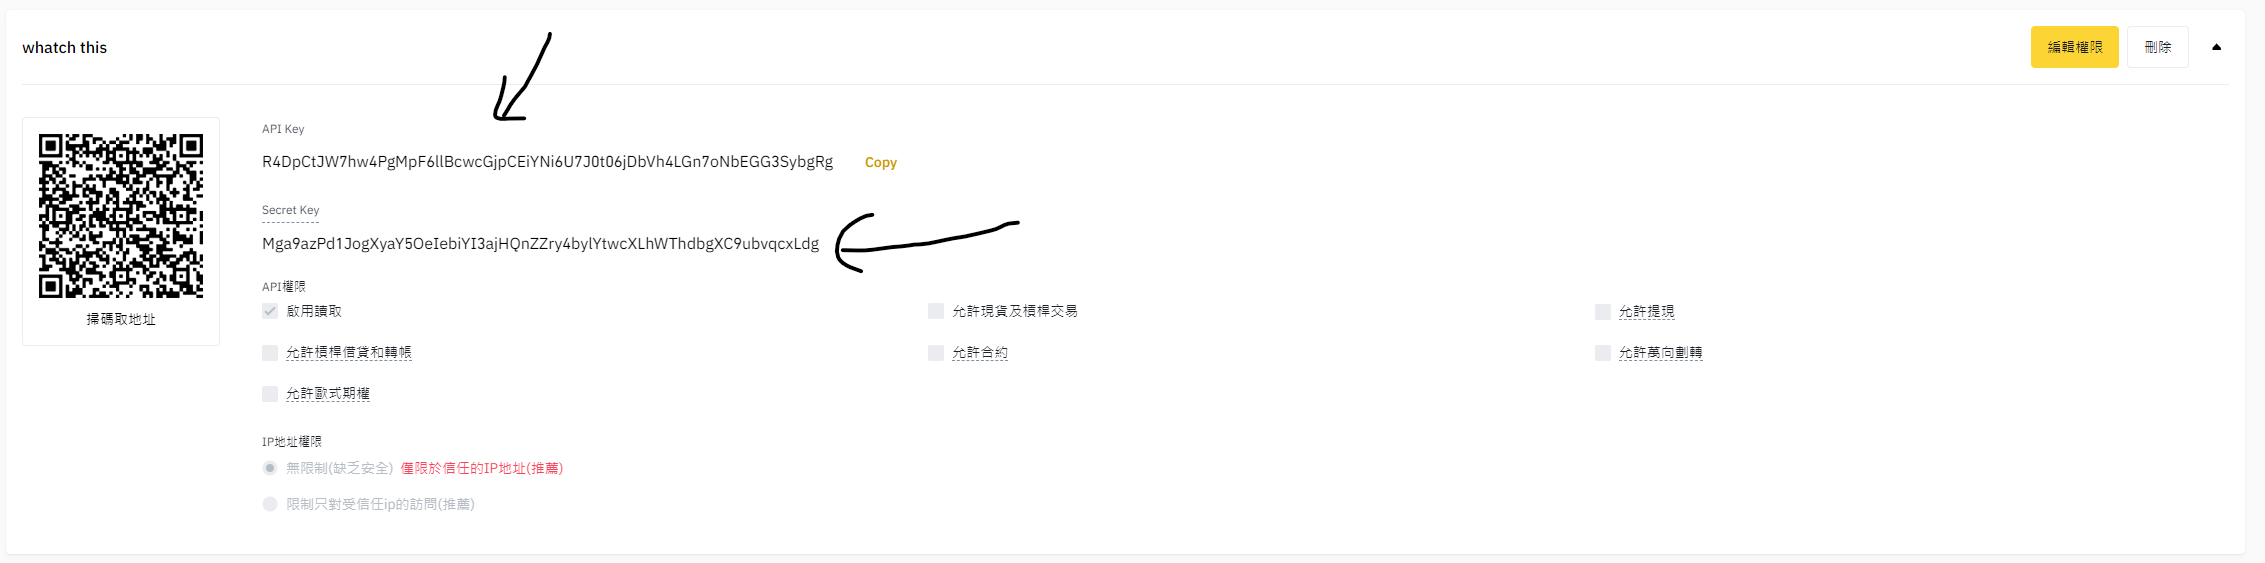 whatch this
編輯權限 刪除
API Key
R4DpCtJW7hw4PgMpF6llBcwcGjpCEiYNi6U7J0t06jDbVh4LGn7oNbEGG3SybgRg Copy
Secret Key
Mga9azPd1JogXyaY5OeIebiYI3ajHQnZZry4bylYtwcXLhWThdbgXC9ubvqcxLdg
掃碼取地址
API權限
啟用讀取 允許現貨及槓桿交易 允許提現
允許槓桿借貸和轉帳 允許合約 允許萬向劃轉
允許歐式期權
IP地址權限
無限制(缺乏安全) 僅限於信任的IP地址(推薦)
限制只對受信任ip的訪問(推薦)